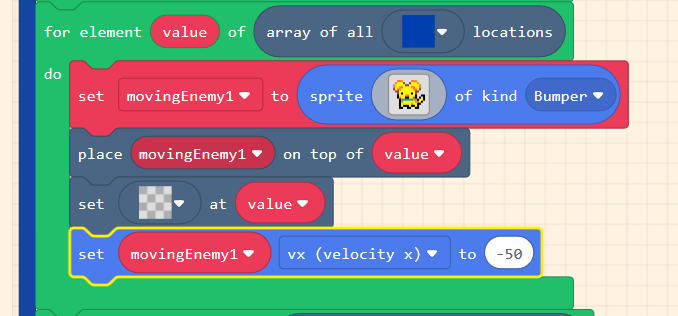 for element value of array of all locations
do
set movingEnemy1 to sprite of kind Bumper
place movingEnemy1 on top of value
set at value
set movingEnemy1 vx (velocity x) to -50